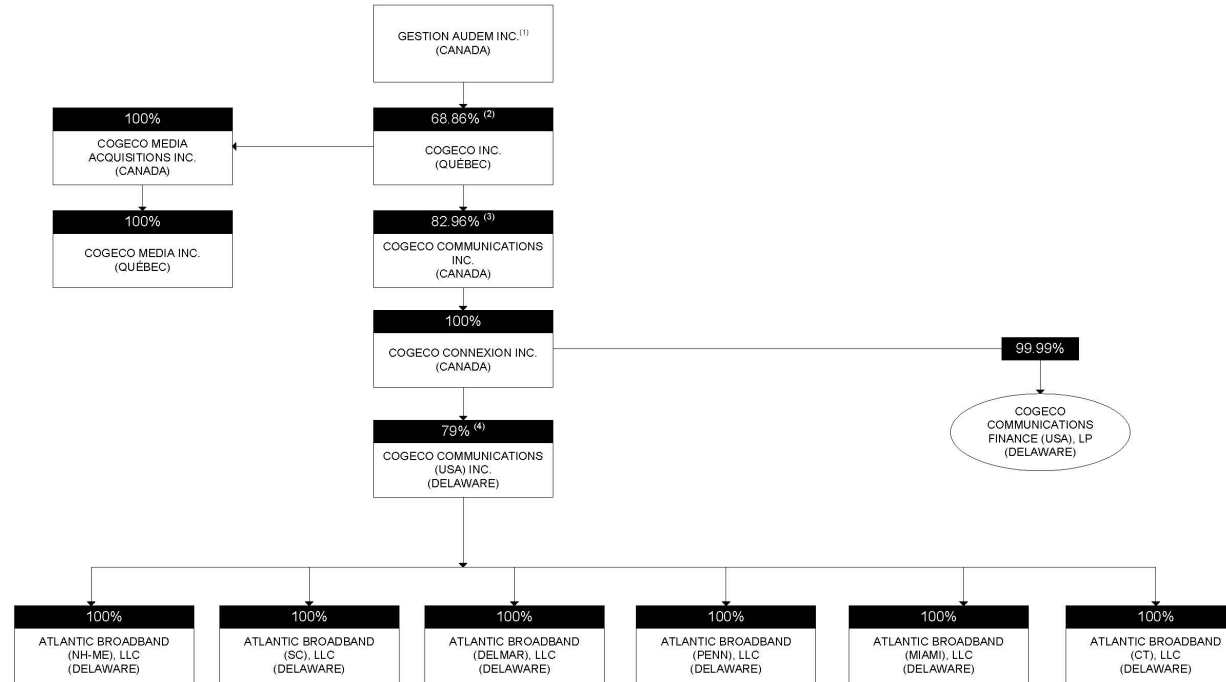 GESTION AUDEM INC.(1)
(CANADA)
100%
COGECO MEDIA
ACQUISITIONS INC.
(CANADA)
68.86% (2)
COGECO INC.
(QUÉBEC)
100%
COGECO MEDIA INC.
(QUÉBEC)
82.96% (3)
COGECO COMMUNICATIONS
INC.
(CANADA)
100%
COGECO CONNEXION INC.
(CANADA)
99.99%
COGECO
COMMUNICATIONS
FINANCE (USA), LP
(DELAWARE)
79% (4)
COGECO COMMUNICATIONS
(USA) INC.
(DELAWARE)
100%
ATLANTIC BROADBAND
(NH-ME), LLC
(DELAWARE)
100%
ATLANTIC BROADBAND
(SC), LLC
(DELAWARE)
100%
ATLANTIC BROADBAND
(DELMAR), LLC
(DELAWARE)
100%
ATLANTIC BROADBAND
(PENN), LLC
(DELAWARE)
100%
ATLANTIC BROADBAND
(MIAMI), LLC
(DELAWARE)
100%
ATLANTIC BROADBAND
(CT), LLC
(DELAWARE)